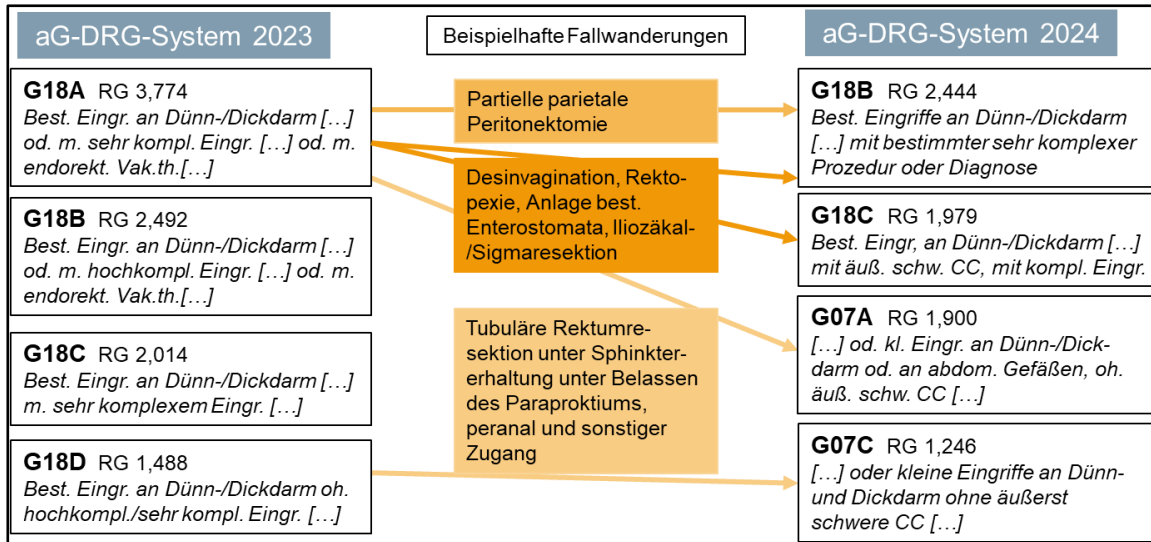 aG-DRG-System 2023
Beispielhafte Fallwanderungen
aG-DRG-System 2024
G18A RG 3,774
Best. Eingr. an Dünn-/Dickdarm […]
od. m. sehr kompl. Eingr. […] od. m.
endorekt. Vak.th.[…]
G18B RG 2,492
Best. Eingr. an Dünn-/Dickdarm […]
od. m. hochkompl. Eingr. […] od. m.
endorekt. Vak.th.[…]
G18C RG 2,014
Best. Eingr. an Dünn-/Dickdarm […]
m. sehr komplexem Eingr. […]
G18D RG 1,488
Best. Eingr. an Dünn-/Dickdarm oh.
hochkompl./sehr kompl. Eingr. […]
Partielle parietale
Peritonektomie
Desinvagination, Rekto-
pexie, Anlage best.
Enterostomata, Iliozäkal-
/Sigmaresektion
Tubuläre Rektumre-
sektion unter Sphinkter-
erhaltung unter Belassen
des Paraproktiums,
peranal und sonstiger
Zugang
G18B RG 2,444
Best. Eingriffe an Dünn-/Dickdarm
[…] mit bestimmter sehr komplexer
Prozedur oder Diagnose
G18C RG 1,979
Best. Eingr, an Dünn-/Dickdarm […]
mit äuß. schw. CC, mit kompl. Eingr.
G07A RG 1,900
[…] od. kl. Eingr. an Dünn-/Dick-
darm od. an abdom. Gefäßen, oh.
äuß. schw. CC […]
G07C RG 1,246
[…] oder kleine Eingriffe an Dünn-
und Dickdarm ohne äußerst
schwere CC […]